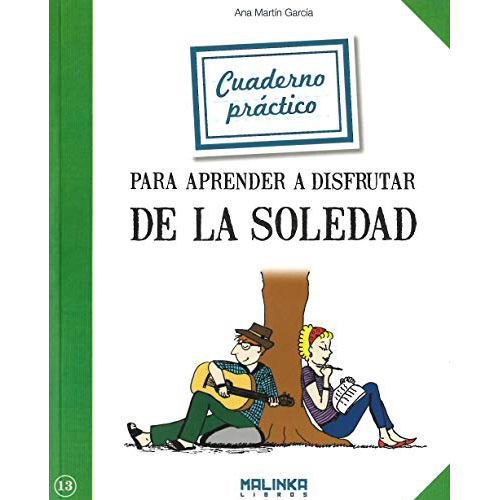 Ana Martín García
Cuaderno
práctico
PARA APRENDER A DISFRUTAR
DE LA SOLEDAD
13
MALINKA
LIBROS